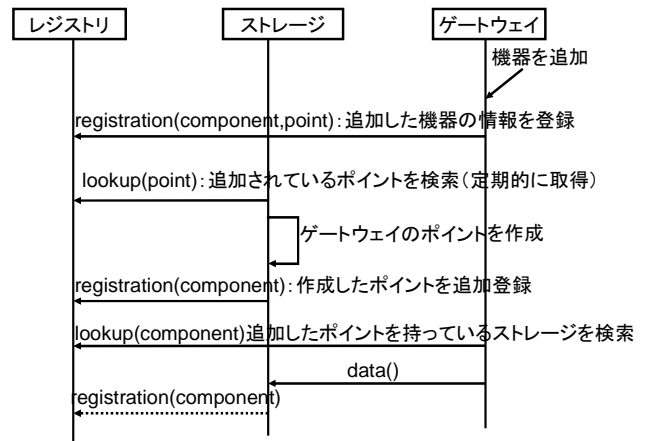 レジストリ
ストレージ
ゲートウェイ
機器を追加
registration(component,point):追加した機器の情報を登録
lookup(point):追加されているポイントを検索(定期的に取得)
ゲートウェイのポイントを作成
registration(component):作成したポイントを追加登録
lookup(component)追加したポイントを持っているストレージを検索
data()
registration(component)